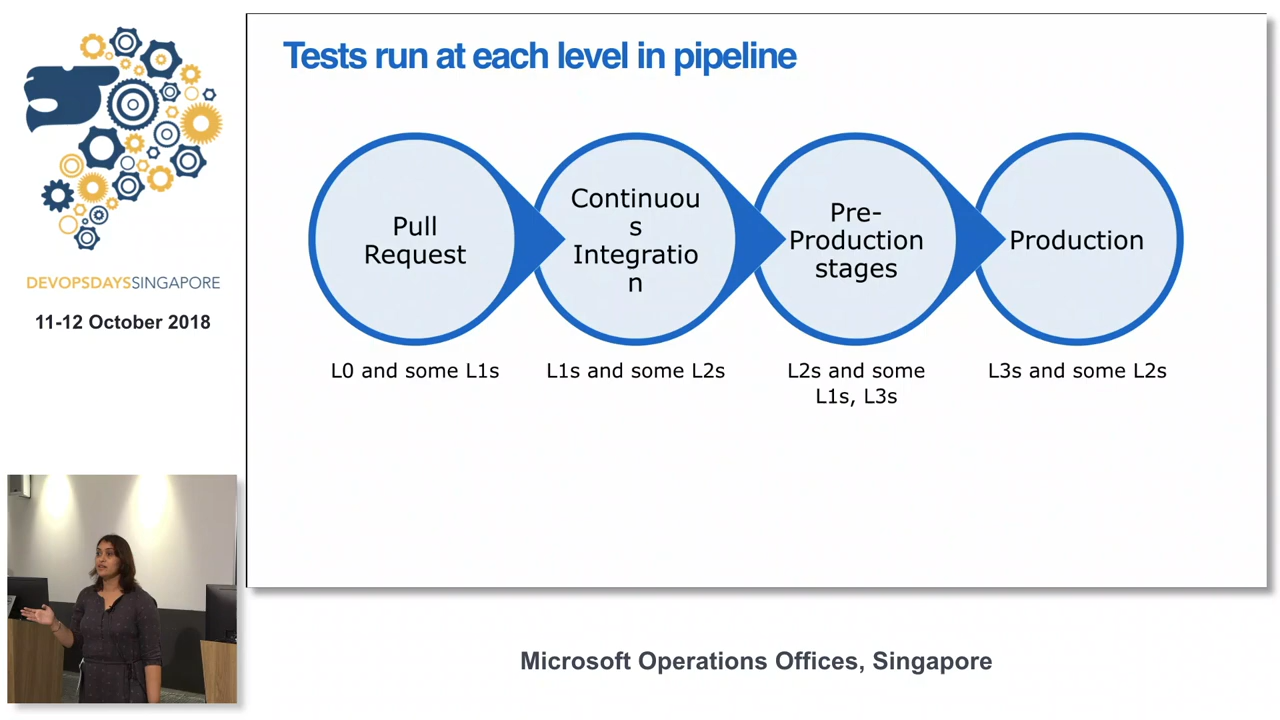 Tests run at each level in pipeline
Pull
Request
Continuou
s
Integratio
n
Pre-
Production
stages
Production
L0 and some L1s
L1s and some L2s
L2s and some
L1s, L3s
L3s and some L2s
DEVOPSDAYSSINGAPORE
11-12 October 2018
Microsoft Operations Offices, Singapore